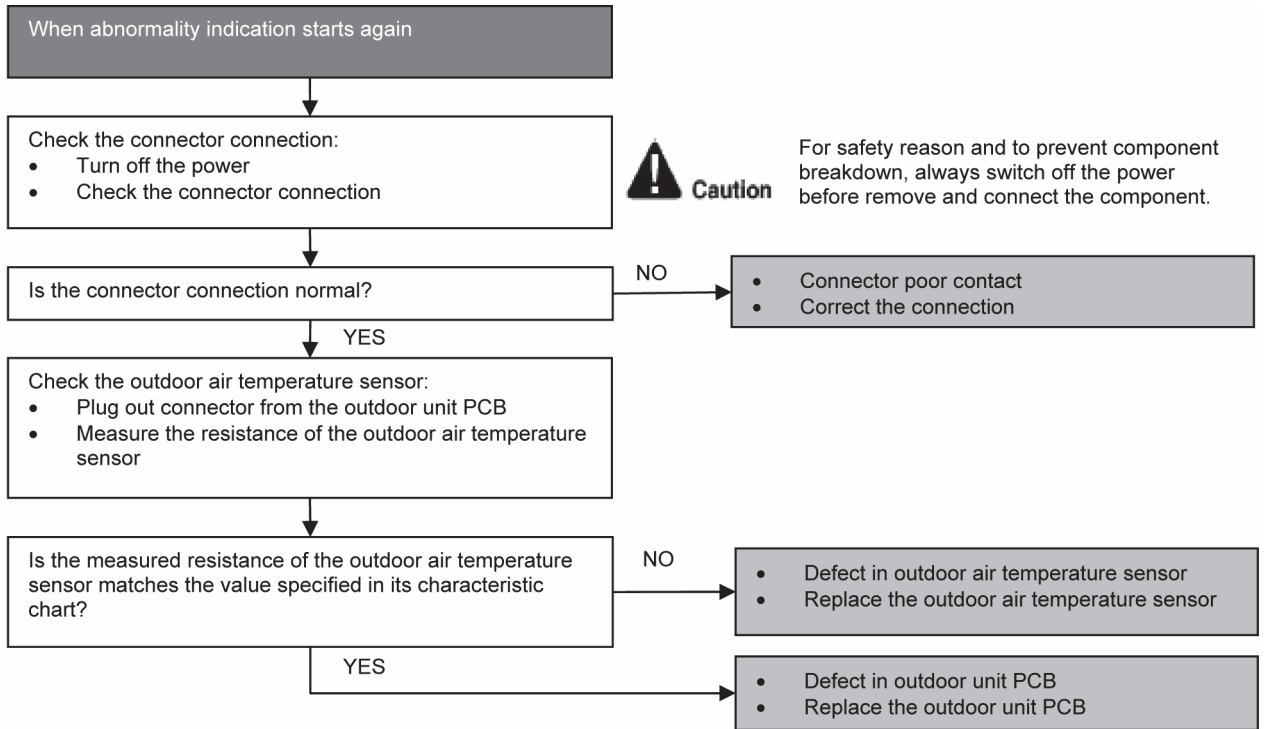 When abnormality indication starts again
Check the connector connection:
• Turn off the power
• Check the connector connection
Caution
For safety reason and to prevent component
breakdown, always switch off the power
before remove and connect the component.
Is the connector connection normal?
NO
• Connector poor contact
• Correct the connection
YES
Check the outdoor air temperature sensor:
• Plug out connector from the outdoor unit PCB
• Measure the resistance of the outdoor air temperature
sensor
Is the measured resistance of the outdoor air temperature
sensor matches the value specified in its characteristic
chart?
NO
• Defect in outdoor air temperature sensor
• Replace the outdoor air temperature sensor
YES
• Defect in outdoor unit PCB
• Replace the outdoor unit PCB